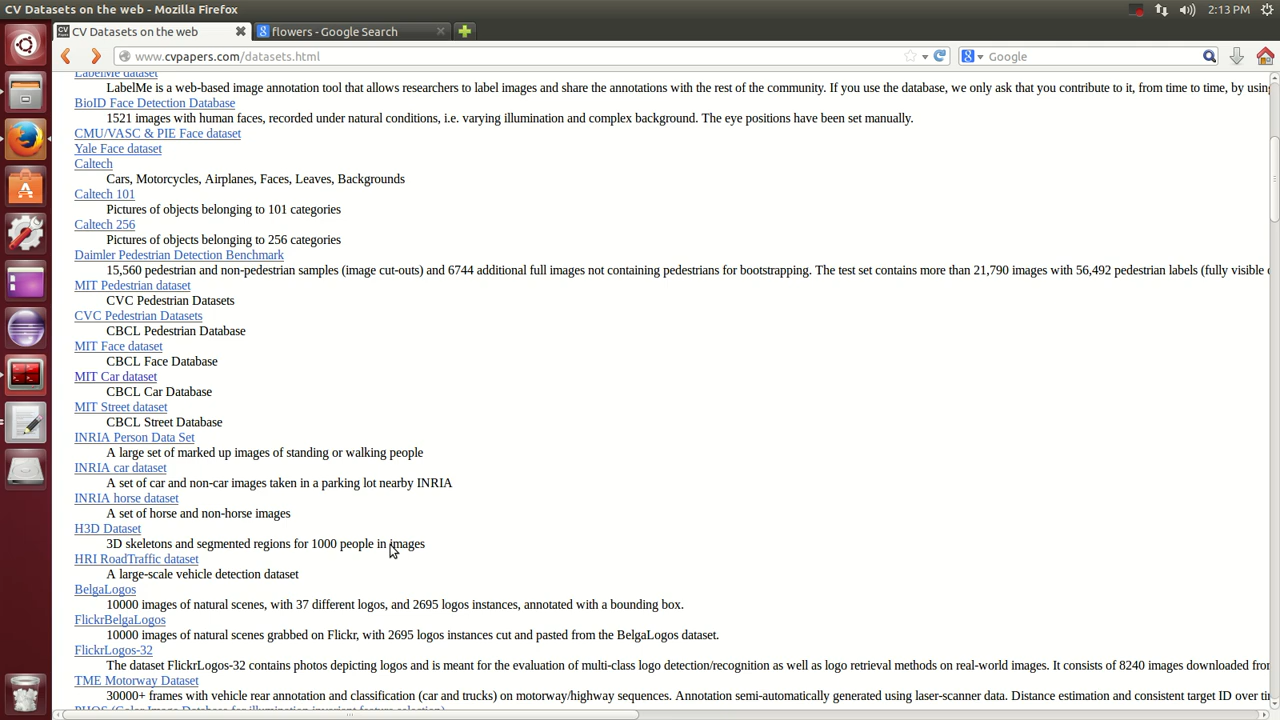 CV Datasets on the web - Mozilla Firefox
2:13 PM
CV Datasets on the web
flowers - Google Search
www.cvpapers.com/datasets.html
Google
LabelMe dataset
LabelMe is a web-based image annotation tool that allows researchers to label images and share the annotations with the rest of the community. If you use the database, we only ask that you contribute to it, from time to time, by using
BioID Face Detection Database
1521 images with human faces, recorded under natural conditions, i.e. varying illumination and complex background. The eye positions have been set manually.
CMU/VASC & PIE Face dataset
Yale Face dataset
Caltech
Cars, Motorcycles, Airplanes, Faces, Leaves, Backgrounds
Caltech 101
Pictures of objects belonging to 101 categories
Caltech 256
Pictures of objects belonging to 256 categories
Daimler Pedestrian Detection Benchmark
15,560 pedestrian and non-pedestrian samples (image cut-outs) and 6744 additional full images not containing pedestrians for bootstrapping. The test set contains more than 21,790 images with 56,492 pedestrian labels (fully visible
MIT Pedestrian dataset
CVC Pedestrian Datasets
CVC Pedestrian Datasets
CBCL Pedestrian Database
MIT Face dataset
CBCL Face Database
MIT Car dataset
CBCL Car Database
MIT Street dataset
CBCL Street Database
INRIA Person Data Set
A large set of marked up images of standing or walking people
INRIA car dataset
A set of car and non-car images taken in a parking lot nearby INRIA
INRIA horse dataset
A set of horse and non-horse images
H3D Dataset
3D skeletons and segmented regions for 1000 people in images
HRI RoadTraffic dataset
A large-scale vehicle detection dataset
BelgaLogos
10000 images of natural scenes, with 37 different logos, and 2695 logos instances, annotated with a bounding box.
FlickrBelgaLogos
10000 images of natural scenes grabbed on Flickr, with 2695 logos instances cut and pasted from the BelgaLogos dataset.
FlickrLogos-32
The dataset FlickrLogos-32 contains photos depicting logos and is meant for the evaluation of multi-class logo detection/recognition as well as logo retrieval methods on real-world images. It consists of 8240 images downloaded
TME Motorway Dataset
30000+ frames with vehicle rear annotation and classification (car and trucks) on motorway/highway sequences. Annotation semi-automatically generated using laser-scanner data. Distance estimation and consistent target ID over
PHOS (Color Image Database for illumination invariant feature selection)